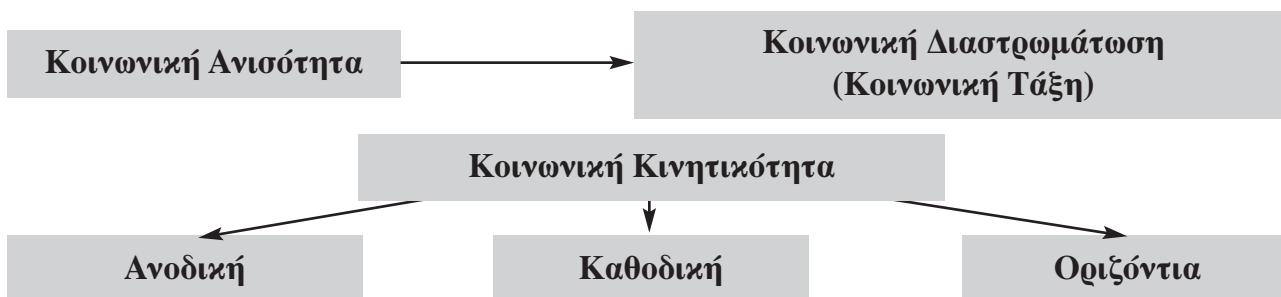 Κοινωνική Ανισότητα
Κοινωνική Διαστρωμάτωση
(Κοινωνική Τάξη)
Κοινωνική Κινητικότητα
Ανοδική
Καθοδική
Οριζόντια